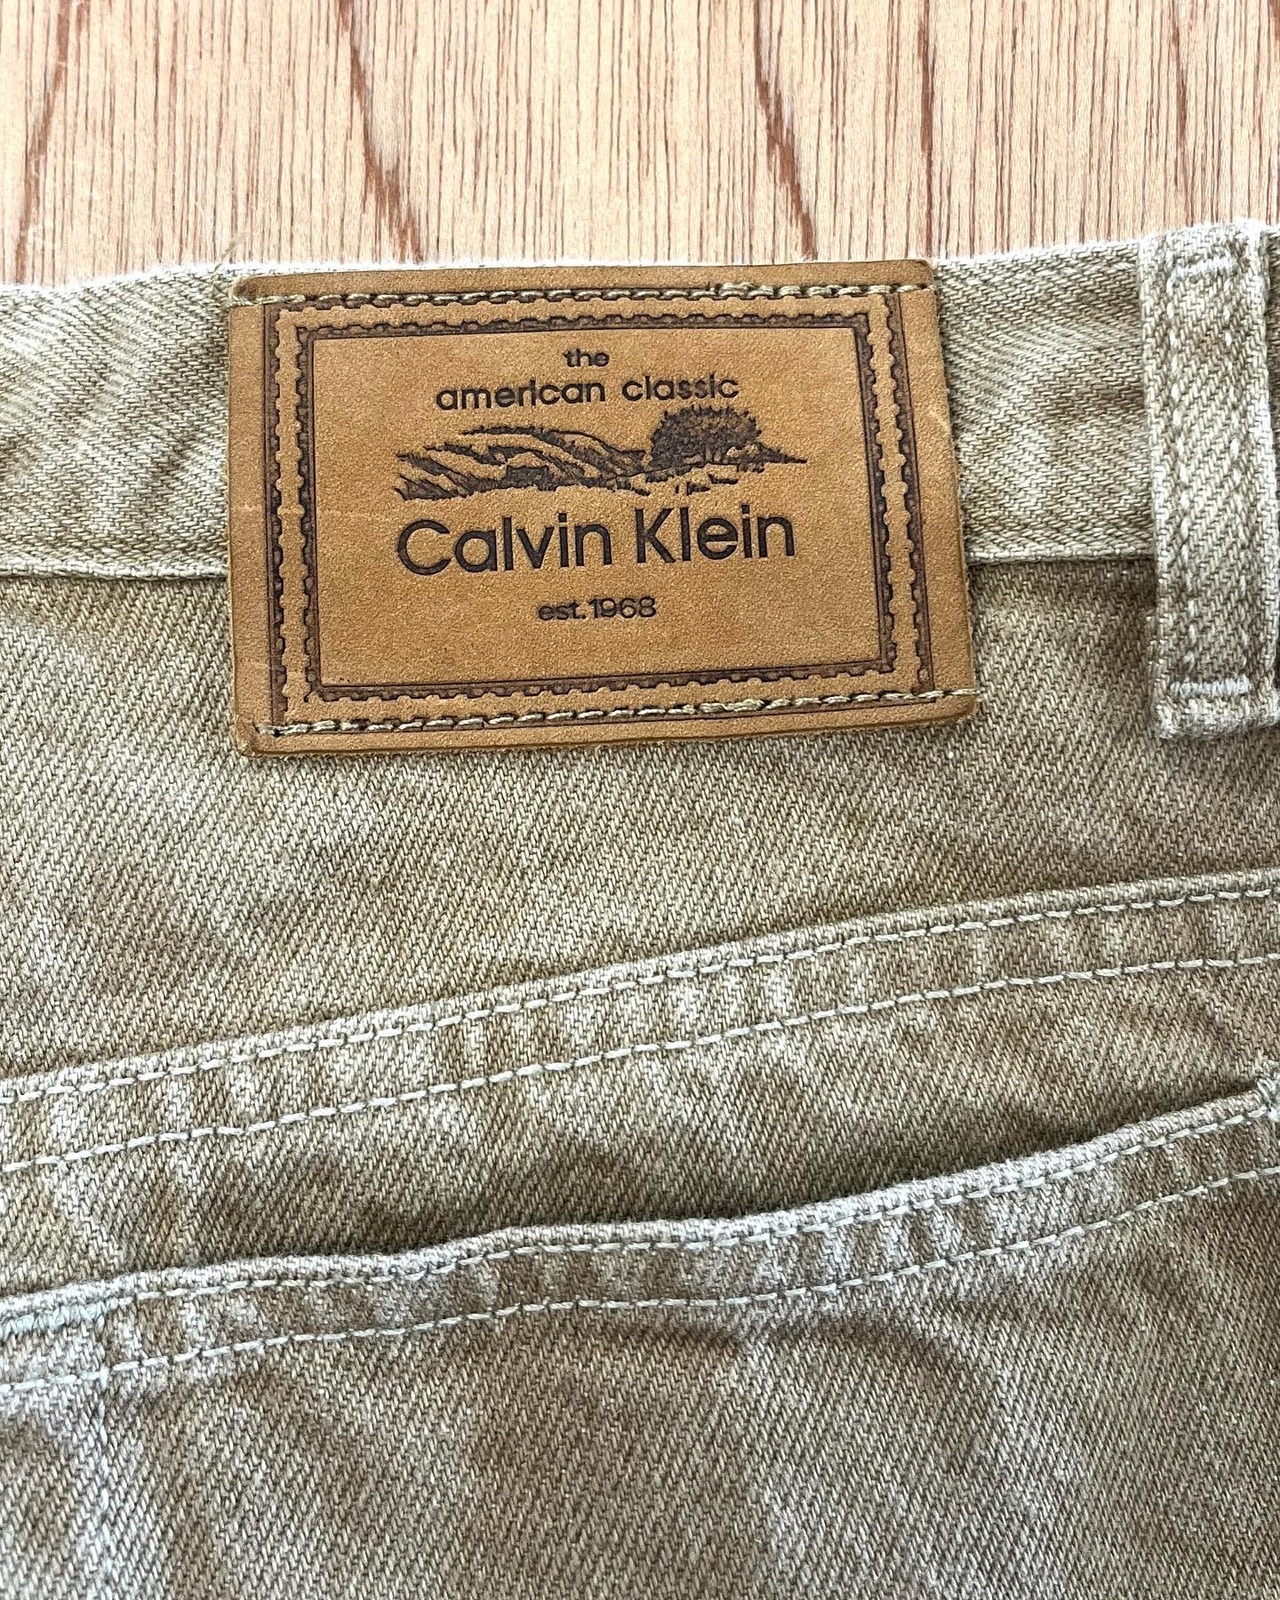 the
american classic
Calvin Klein
est. 1968